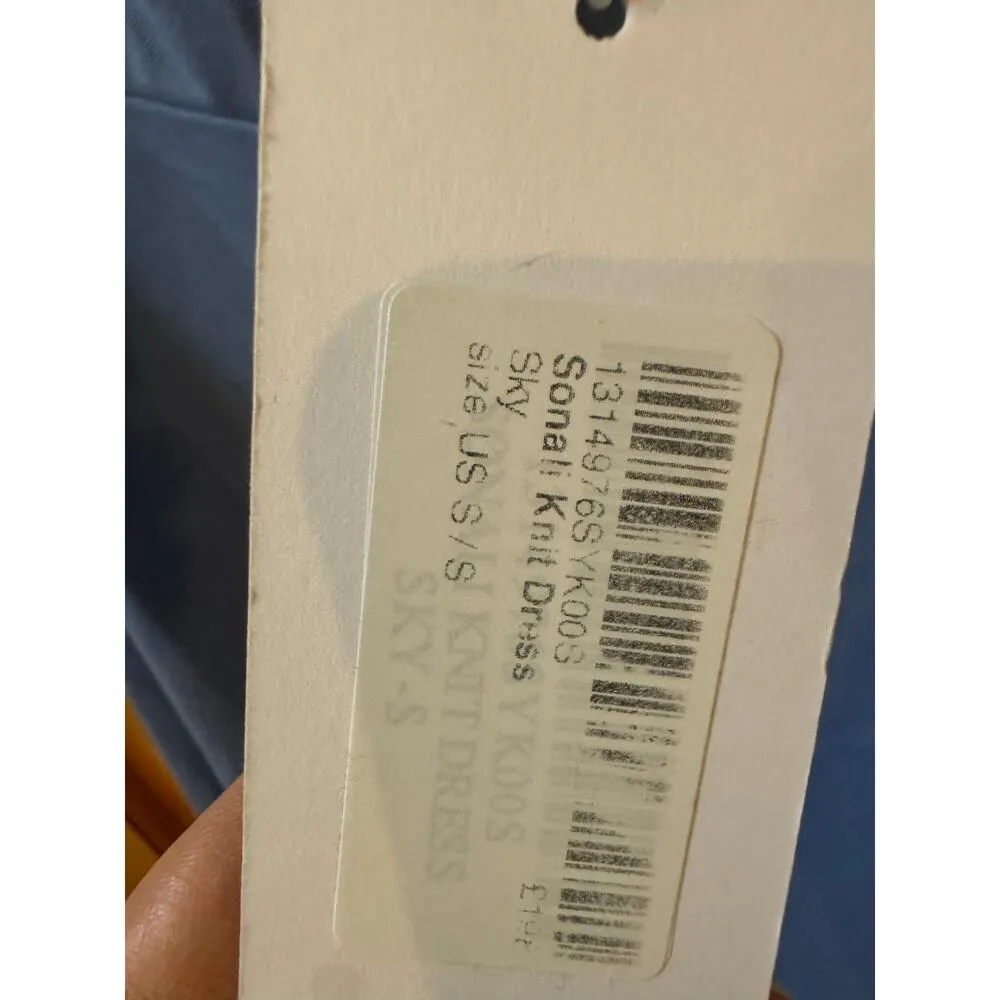 1314976SYK00S
Sonali Knit Dress
Sky
size US S / S
SONALI KNIT DRESS
SKY - S